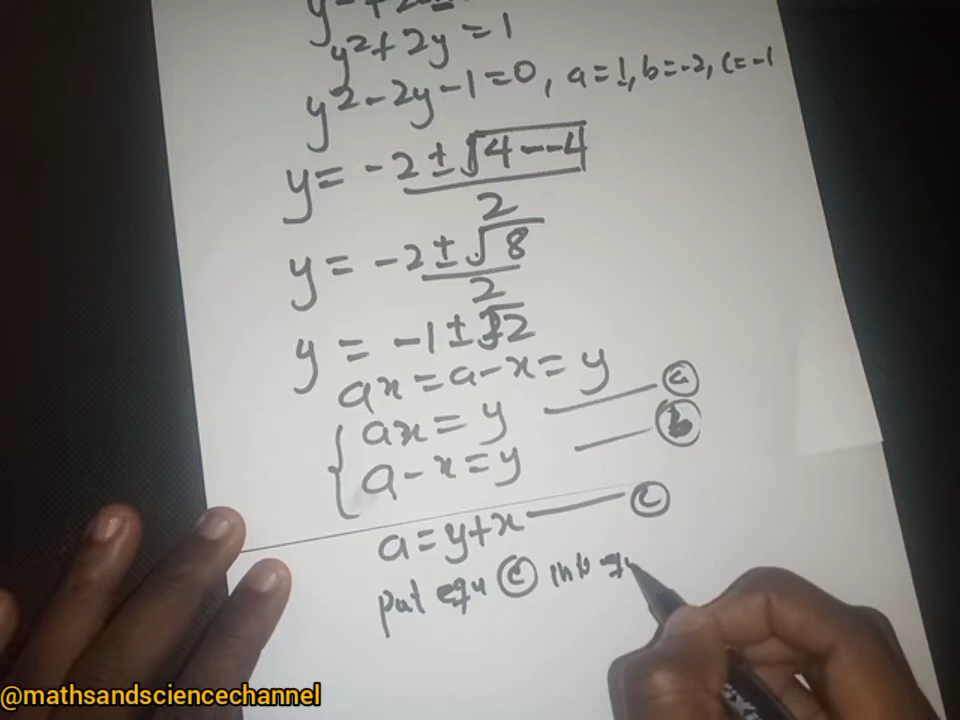 y²+2y=1
y²-2y-1=0, a=1, b=-2, c=-1
y = -2 ± √4--4
2
y = -2 ± √8
2
y = -1 ± √2
ax = a-x = y
ax = y — (a)
a-x = y — (b)
a = y+x — (c)
put equ (c) into equ
@mathsandsciencechannel